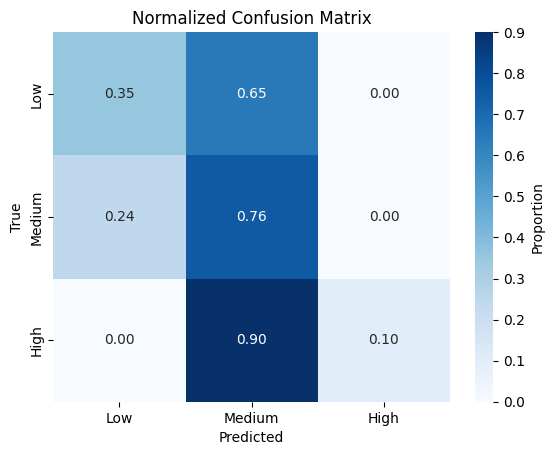 Normalized Confusion Matrix
True
Low
0.35 0.65 0.00
Medium
0.24 0.76 0.00
High
0.00 0.90 0.10
Low Medium High
Predicted
0.9
0.8
0.7
0.6
0.5
0.4
0.3
0.2
0.1
0.0
Proportion